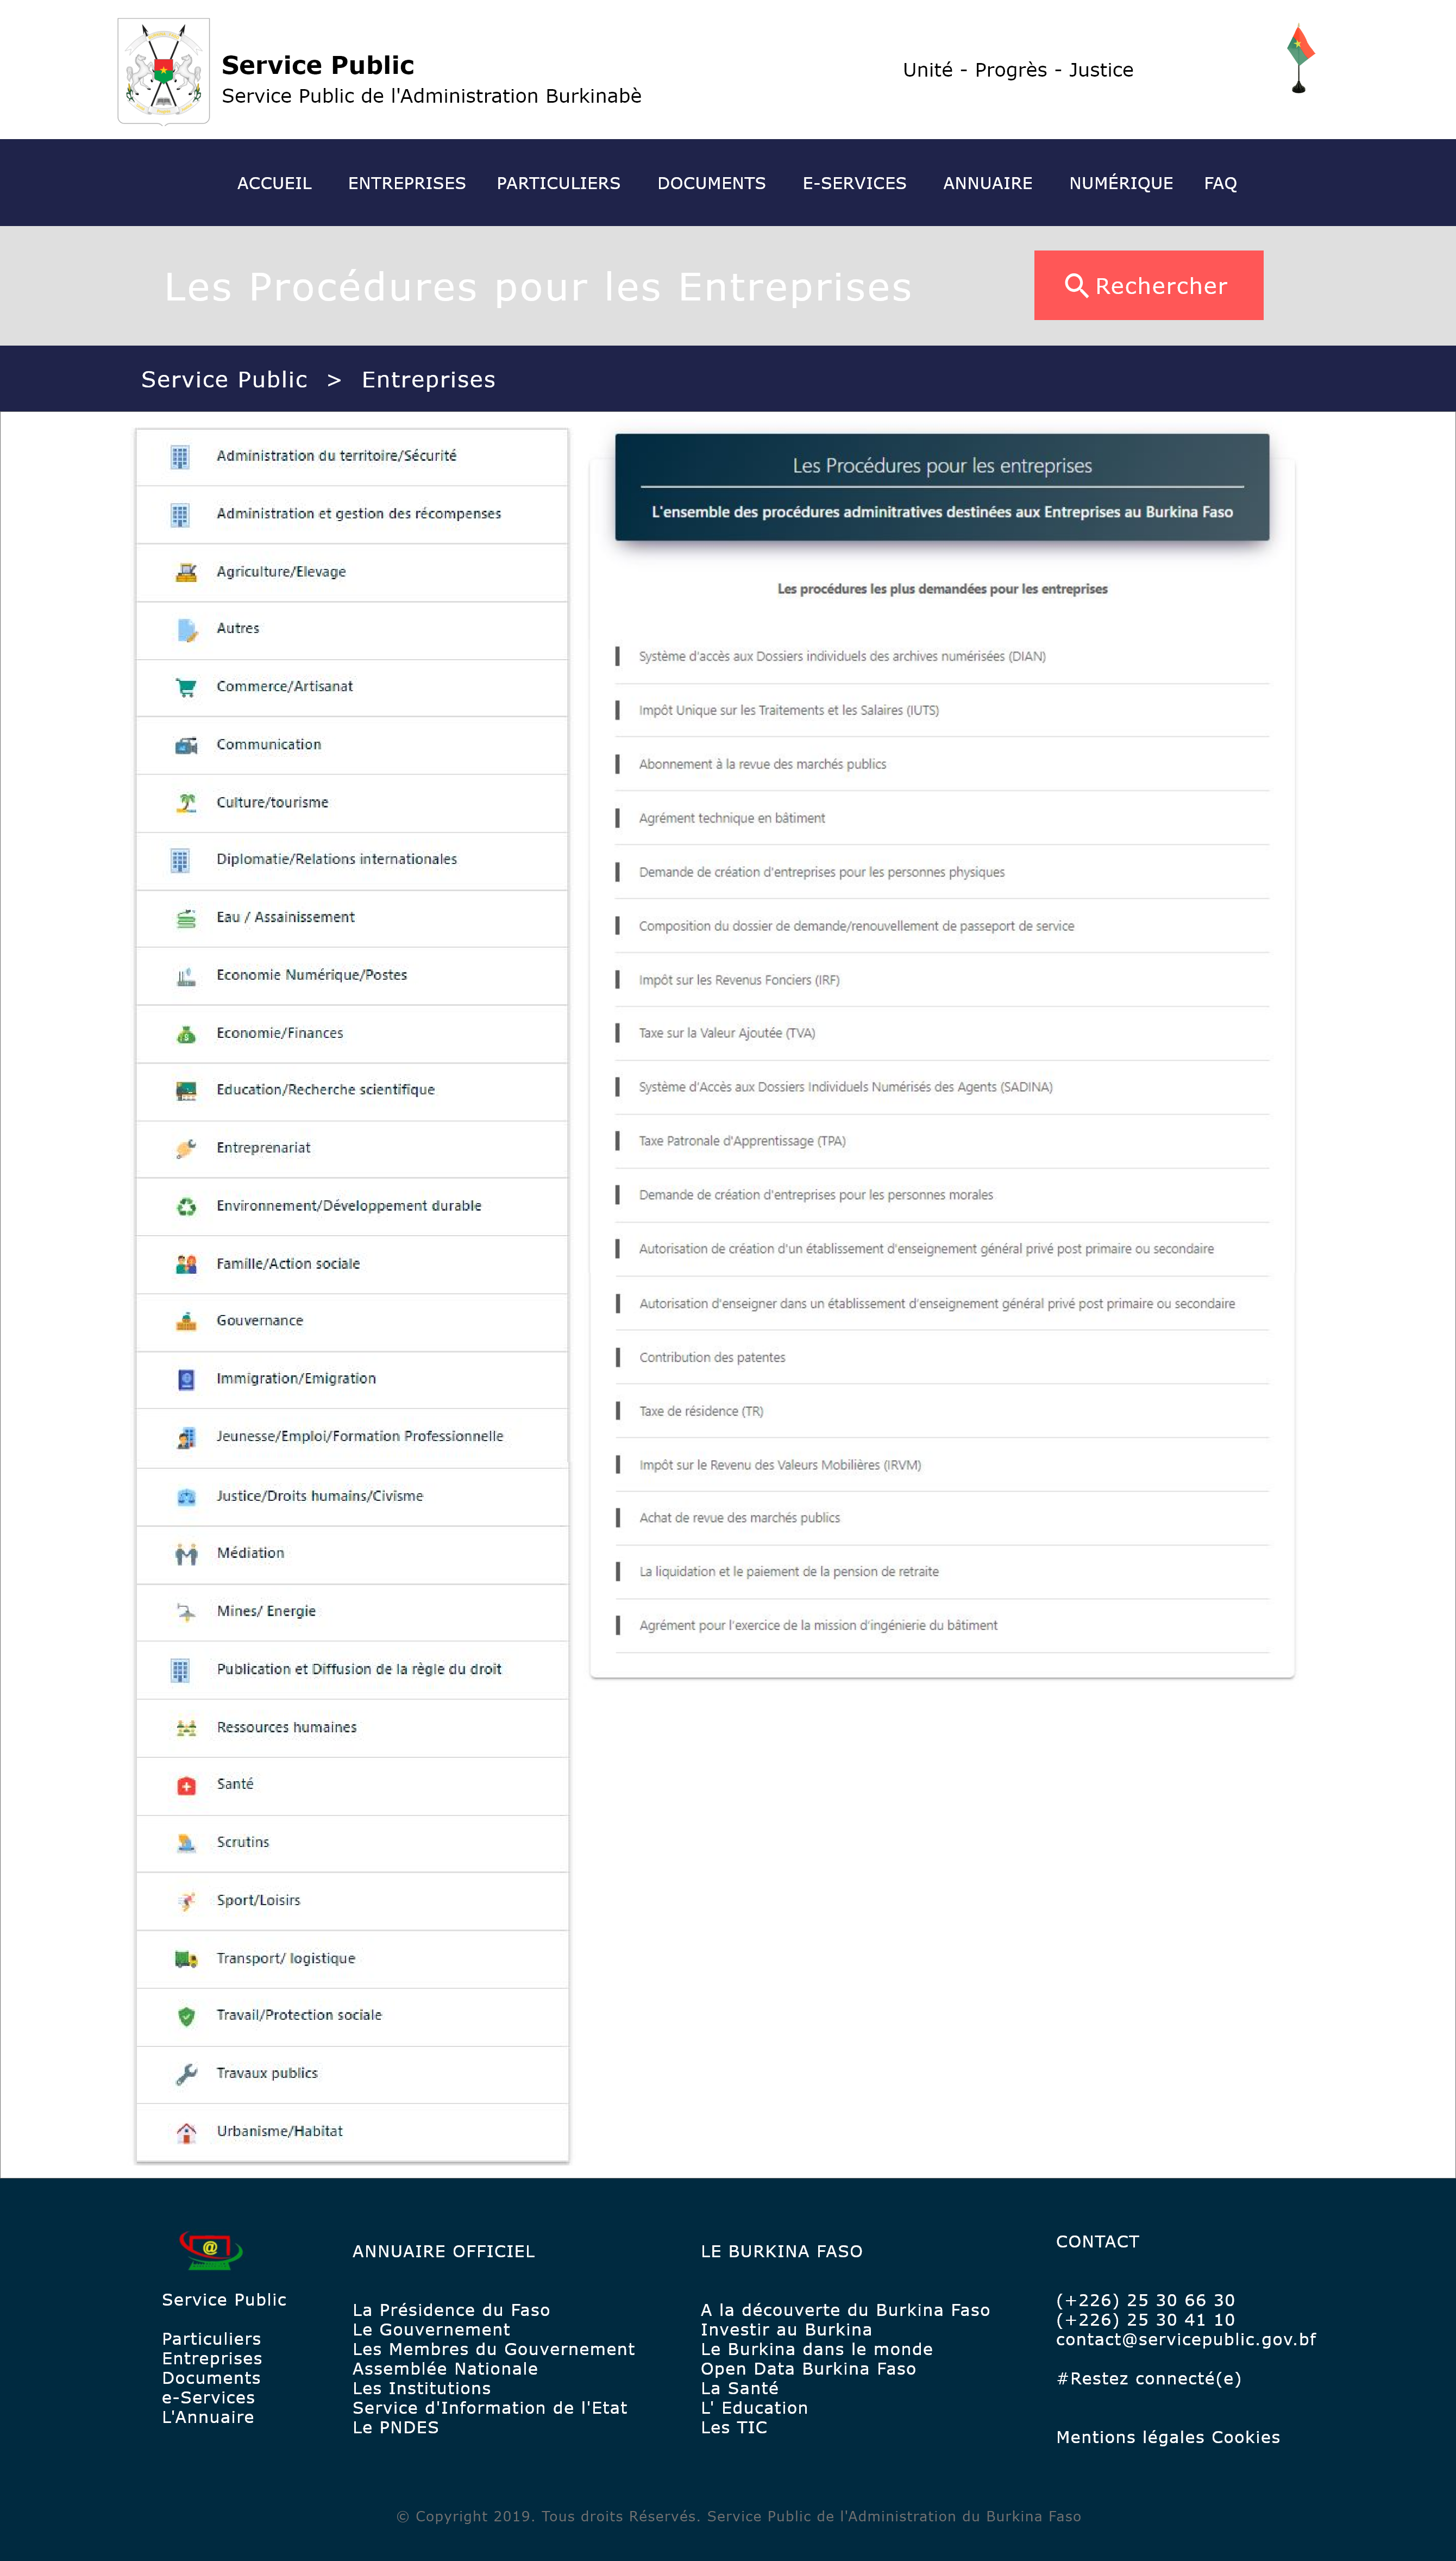 Service Public
Service Public de l'Administration Burkinabè
Unité - Progrès - Justice
ACCUEIL ENTREPRISES PARTICULIERS DOCUMENTS E-SERVICES ANNUAIRE NUMÉRIQUE FAQ
Les Procédures pour les Entreprises
Rechercher
Service Public > Entreprises
Administration du territoire/Sécurité
Administration et gestion des récompenses
Agriculture/Elevage
Autres
Commerce/Artisanat
Communication
Culture/tourisme
Diplomatie/Relations internationales
Eau / Assainissement
Economie Numérique/Postes
Economie/Finances
Education/Recherche scientifique
Entreprenariat
Environnement/Développement durable
Famille/Action sociale
Gouvernance
Immigration/Emigration
Jeunesse/Emploi/Formation Professionnelle
Justice/Droits humains/Civisme
Médiation
Mines/ Energie
Publication et Diffusion de la règle du droit
Ressources humaines
Santé
Scrutins
Sport/Loisirs
Transport/ logistique
Travail/Protection sociale
Travaux publics
Urbanisme/Habitat
Les Procédures pour les entreprises
L'ensemble des procédures adminitratives destinées aux Entreprises au Burkina Faso
Les procédures les plus demandées pour les entreprises
Système d'accès aux Dossiers individuels des archives numérisées (DIAN)
Impôt Unique sur les Traitements et les Salaires (IUTS)
Abonnement à la revue des marchés publics
Agrément technique en bâtiment
Demande de création d'entreprises pour les personnes physiques
Composition du dossier de demande/renouvellement de passeport de service
Impôt sur les Revenus Fonciers (IRF)
Taxe sur la Valeur Ajoutée (TVA)
Système d'Accès aux Dossiers Individuels Numérisés des Agents (SADINA)
Taxe Patronale d'Apprentissage (TPA)
Demande de création d'entreprises pour les personnes morales
Autorisation de création d'un établissement d'enseignement général privé post primaire ou secondaire
Autorisation d'enseigner dans un établissement d'enseignement général privé post primaire ou secondaire
Contribution des patentes
Taxe de résidence (TR)
Impôt sur le Revenu des Valeurs Mobilières (IRVM)
Achat de revue des marchés publics
La liquidation et le paiement de la pension de retraite
Agrément pour l'exercice de la mission d'ingénierie du bâtiment
@
Service Public
Particuliers
Entreprises
Documents
e-Services
L'Annuaire
ANNUAIRE OFFICIEL
La Présidence du Faso
Le Gouvernement
Les Membres du Gouvernement
Assemblée Nationale
Les Institutions
Service d'Information de l'Etat
Le PNDES
LE BURKINA FASO
A la découverte du Burkina Faso
Investir au Burkina
Le Burkina dans le monde
Open Data Burkina Faso
La Santé
L' Education
Les TIC
CONTACT
(+226) 25 30 66 30
(+226) 25 30 41 10
contact@servicepublic.gov.bf
#Restez connecté(e)
Mentions légales Cookies
© Copyright 2019. Tous droits Réservés. Service Public de l'Administration du Burkina Faso